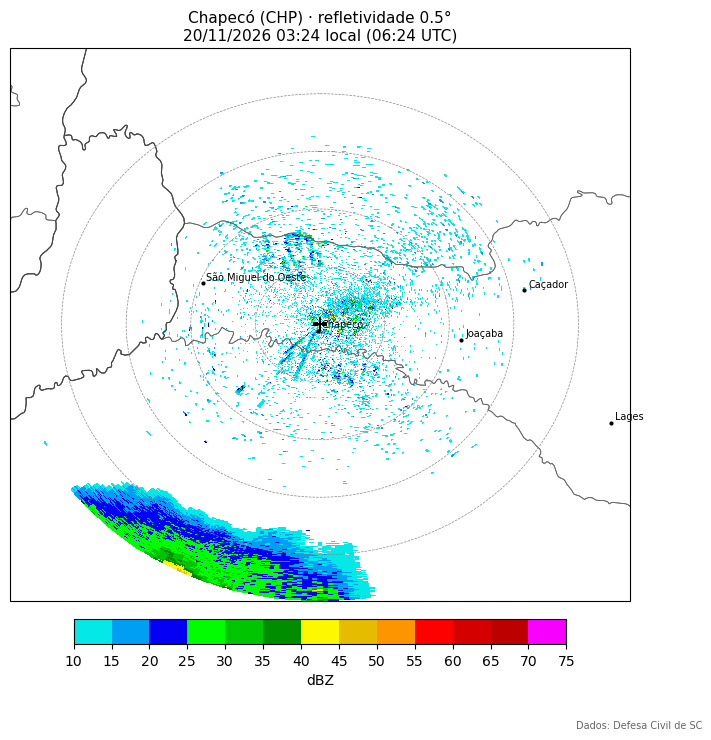 Chapecó (CHP) · refletividade 0.5°
20/11/2026 03:24 local (06:24 UTC)
São Miguel do Oeste
Caçador
Chapecó
Joaçaba
Lages
10 15 20 25 30 35 40 45 50 55 60 65 70 75
dBZ
Dados: Defesa Civil de SC